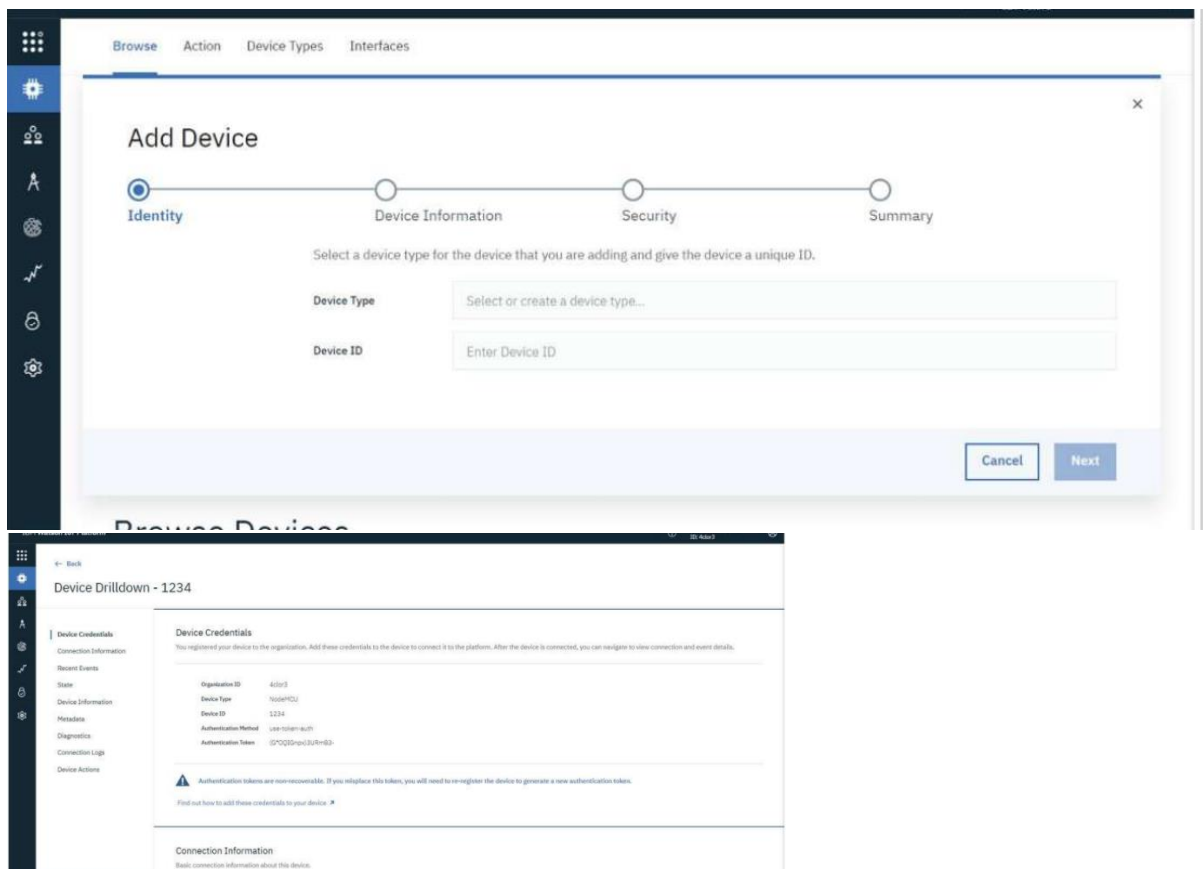 Browse Action Device Types Interfaces
Add Device
Identity Device Information Security Summary
Select a device type for the device that you are adding and give the device a unique ID.
Device Type Select or create a device type...
Device ID Enter Device ID
Cancel Next
Browse Devices
Back
Device Drilldown - 1234
Device Credentials
Connection Information
Recent Events
State
Device Information
Metadata
Diagnostics
Connection Logs
Device Actions
Device Credentials
You registered your device to the organization. Add these credentials to the device to connect it to the platform. After the device is connected, you can navigate to view connection and event details.
Organization ID
Device Type NodeMCU
Device ID 1234
Authentication Method use-token-auth
Authentication Token
Authentication tokens are non-recoverable. If you misplace this token, you will need to re-register the device to generate a new authentication token.
Find out how to add these credentials to your device
Connection Information
Basic connection information about this device.